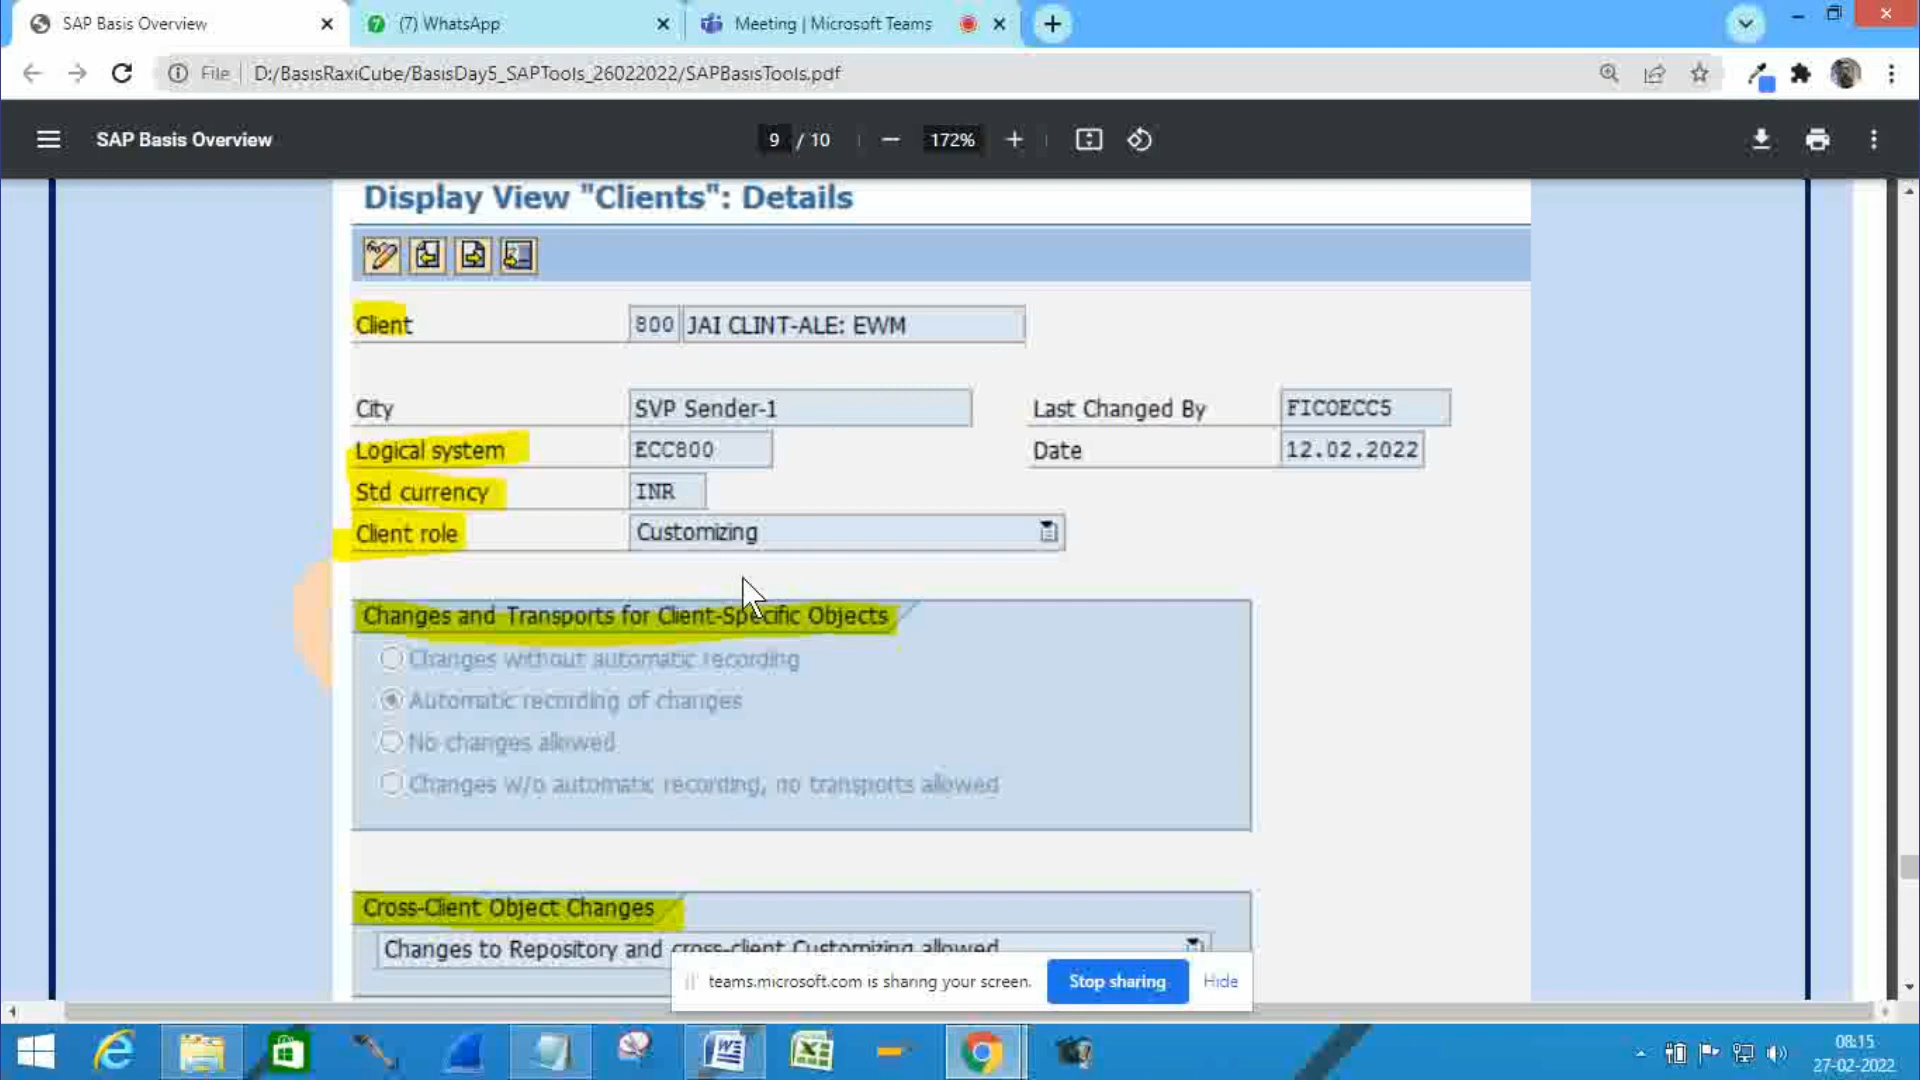 SAP Basis Overview
(7) WhatsApp
Meeting | Microsoft Teams
File
D:/BasisRaxiCube/BasisDay5_SAPTools_26022022/SAPBasisTools.pdf
SAP Basis Overview
9 / 10
172%
Display View "Clients": Details
Client 800 JAI CLINT-ALE: EWM
City SVP Sender-1 Last Changed By FICOECC5
Logical system ECC800 Date 12.02.2022
Std currency INR
Client role Customizing
Changes and Transports for Client-Specific Objects
Changes without automatic recording
Automatic recording of changes
No changes allowed
Changes w/o automatic recording, no transports allowed
Cross-Client Object Changes
Changes to Repository and cross-client Customizing allowed
teams.microsoft.com is sharing your screen.
Stop sharing
Hide
08:15
27-02-2022